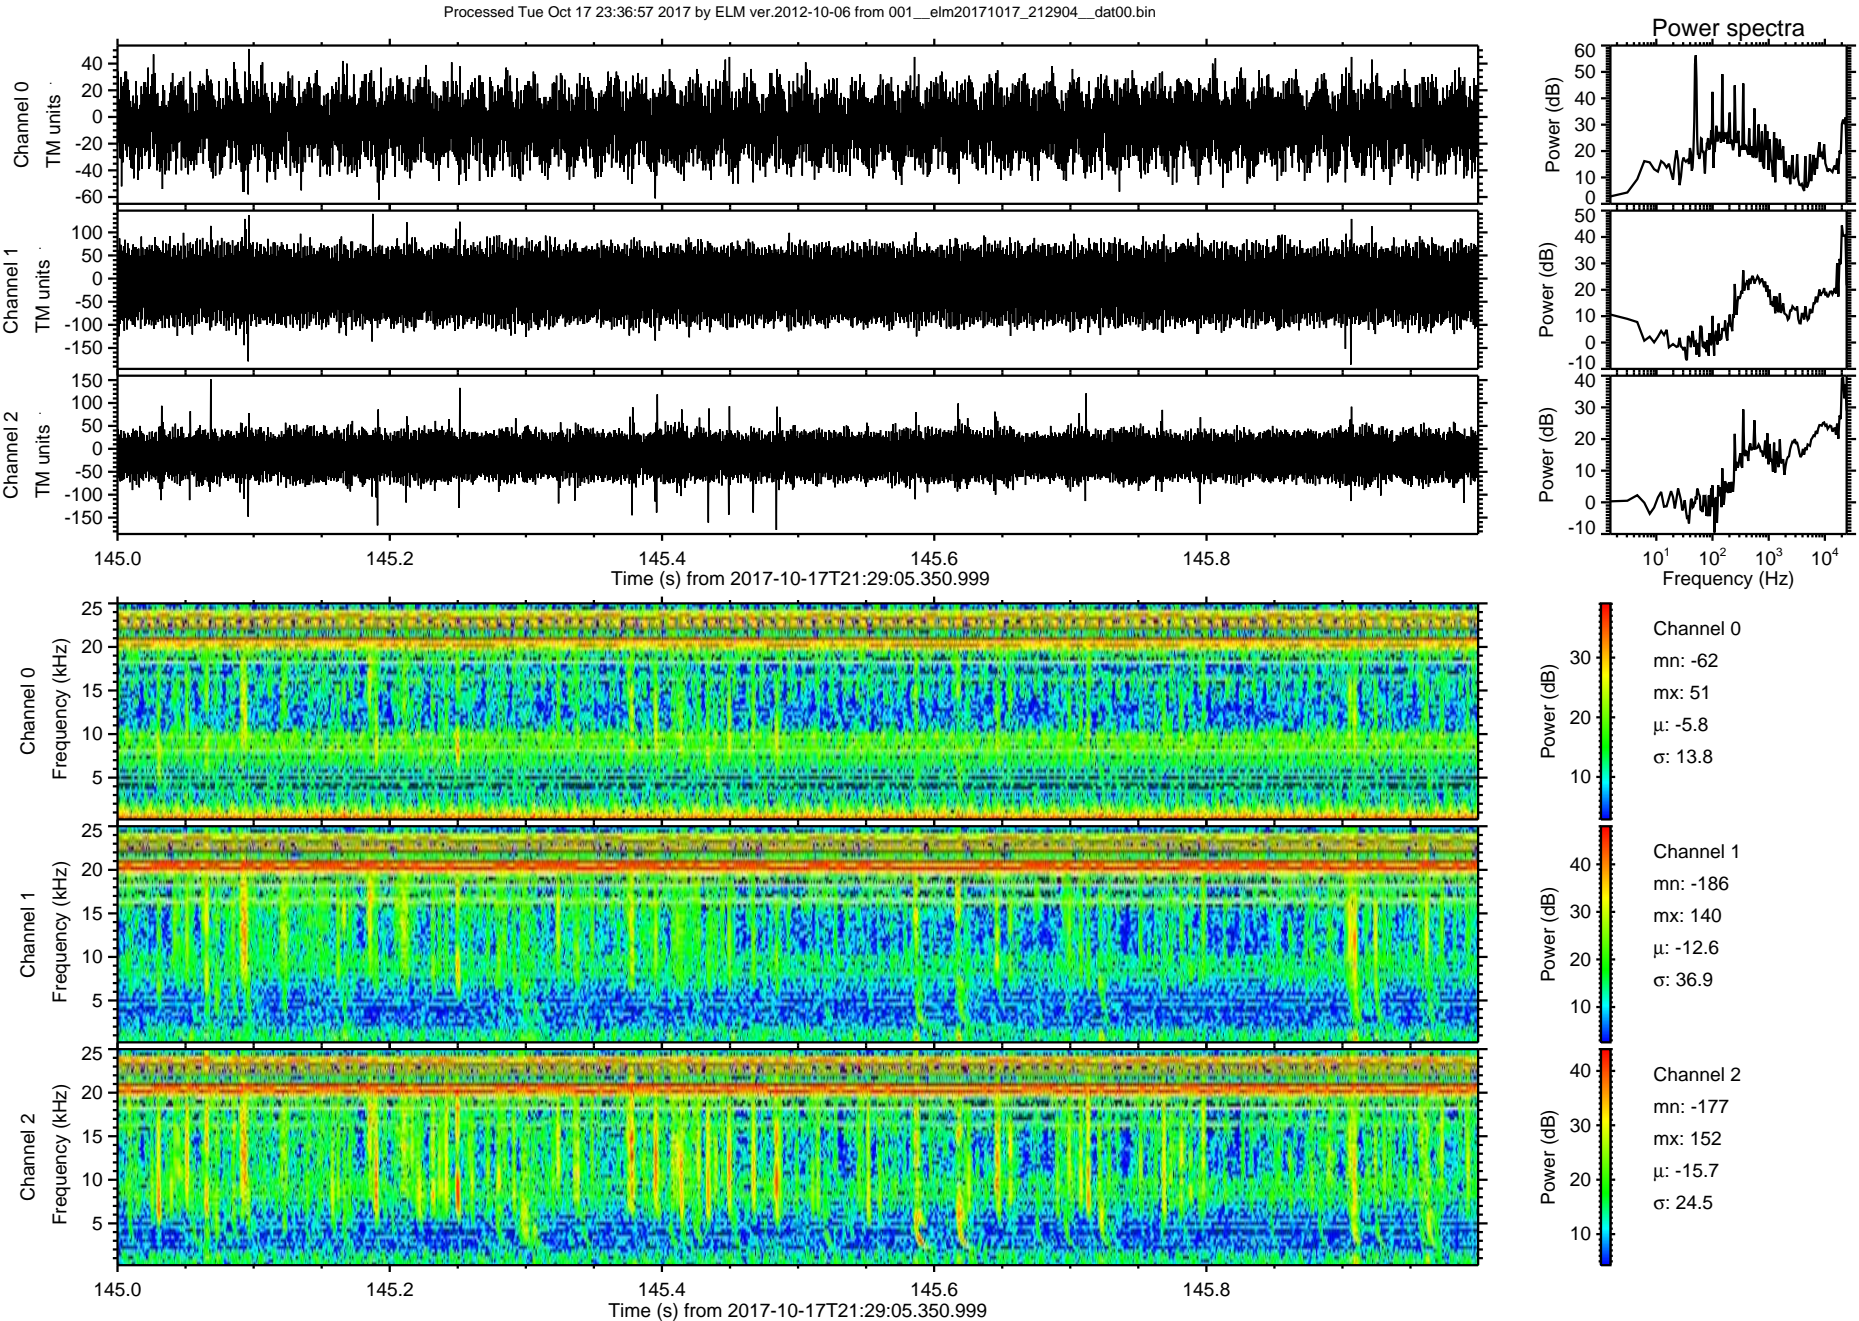 Processed Tue Oct 17 23:36:57 2017 by ELM ver.2012-10-06 from 001__elm20171017_212904__dat00.bin
Power spectra
Channel 0
TM units
40
20
0
-20
-40
-60
Power (dB)
60
50
40
30
20
10
0
Channel 1
TM units
100
50
0
-50
-100
-150
Power (dB)
50
40
30
20
10
0
-10
Channel 2
TM units
150
100
50
0
-50
-100
-150
Power (dB)
40
30
20
10
0
-10
145.0 145.2 145.4 145.6 145.8
Time (s) from 2017-10-17T21:29:05.350.999
10¹ 10² 10³ 10⁴
Frequency (Hz)
Channel 0
Frequency (kHz)
25
20
15
10
5
Power (dB)
30
20
10
Channel 0
mn: -62
mx: 51
μ: -5.8
σ: 13.8
Channel 1
Frequency (kHz)
25
20
15
10
5
Power (dB)
40
30
20
10
Channel 1
mn: -186
mx: 140
μ: -12.6
σ: 36.9
Channel 2
Frequency (kHz)
25
20
15
10
5
Power (dB)
40
30
20
10
Channel 2
mn: -177
mx: 152
μ: -15.7
σ: 24.5
145.0 145.2 145.4 145.6 145.8
Time (s) from 2017-10-17T21:29:05.350.999